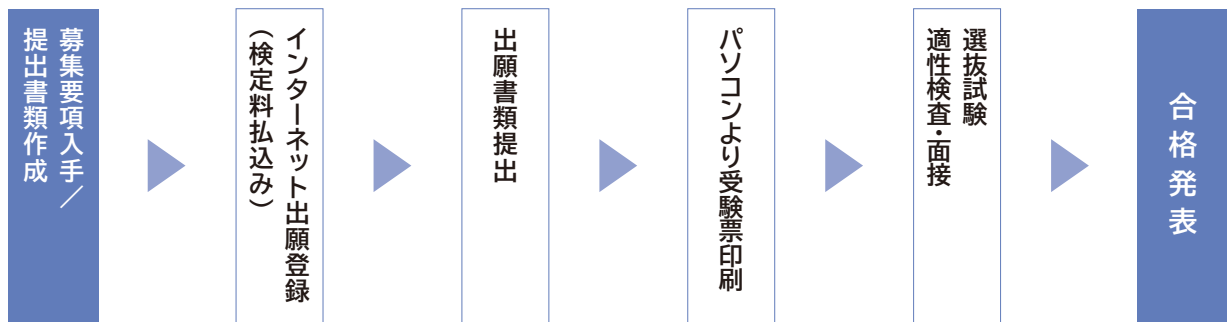 募集要項入手／
提出書類作成
インターネット出願登録
（検定料払込み）
出願書類提出
パソコンより受験票印刷
選抜試験
適性検査・面接
合格発表